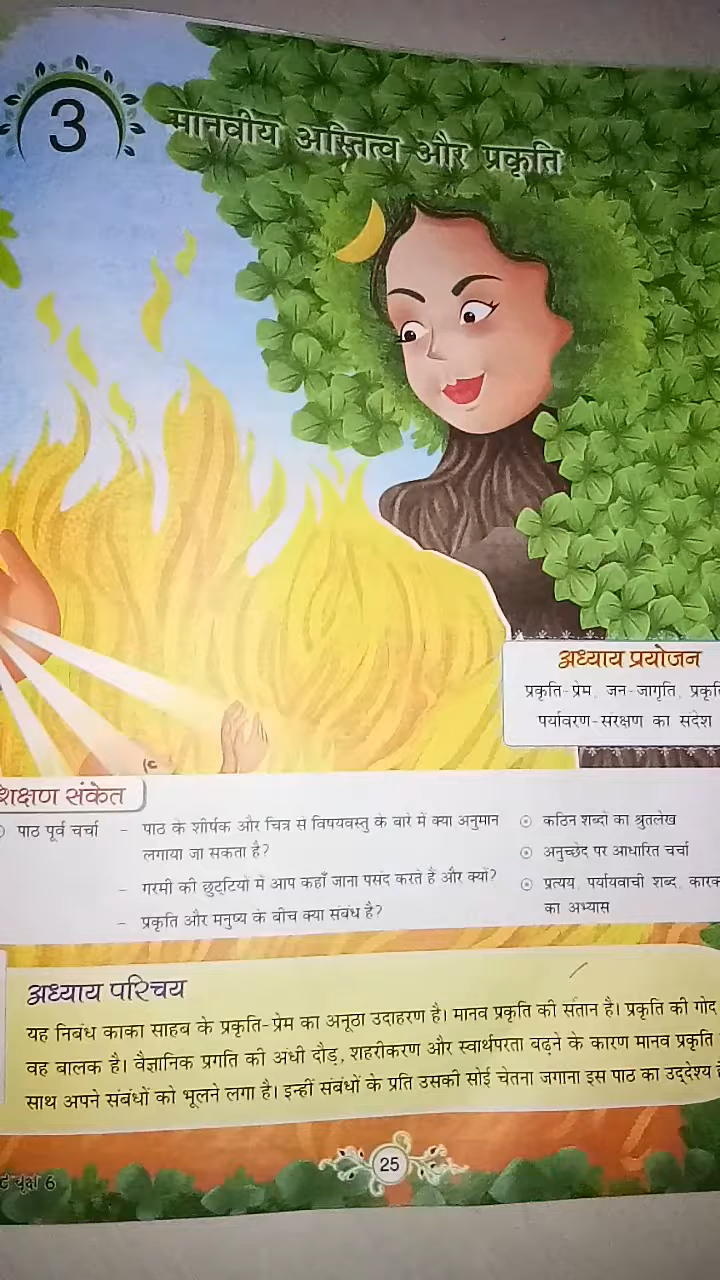 3
मानवीय अस्तित्व और प्रकृति
अध्याय प्रयोजन
प्रकृति-प्रेम, जन-जागृति,
पर्यावरण-संरक्षण का संदेश
शिक्षण संकेत
पाठ पूर्व चर्चा – पाठ के शीर्षक और चित्र से विषयवस्तु के बारे में क्या अनुमान
लगाया जा सकता है?
– गरमी की छुट्टियों में आप कहाँ जाना पसंद करते हैं और क्यों?
– प्रकृति और मनुष्य के बीच क्या संबंध है?
कठिन शब्दों का श्रुतलेख
अनुच्छेद पर आधारित चर्चा
प्रत्यय, पर्यायवाची शब्द, कारक
का अभ्यास
अध्याय परिचय
यह निबंध काका साहब के प्रकृति-प्रेम का अनूठा उदाहरण है। मानव प्रकृति की संतान है। प्रकृति की गोद
वह बालक है। वैज्ञानिक प्रगति की अंधी दौड़, शहरीकरण और स्वार्थपरता बढ़ने के कारण मानव प्रकृति
साथ अपने संबंधों को भूलने लगा है। इन्हीं संबंधों के प्रति उसकी सोई चेतना जगाना इस पाठ का उद्देश्य
25
6